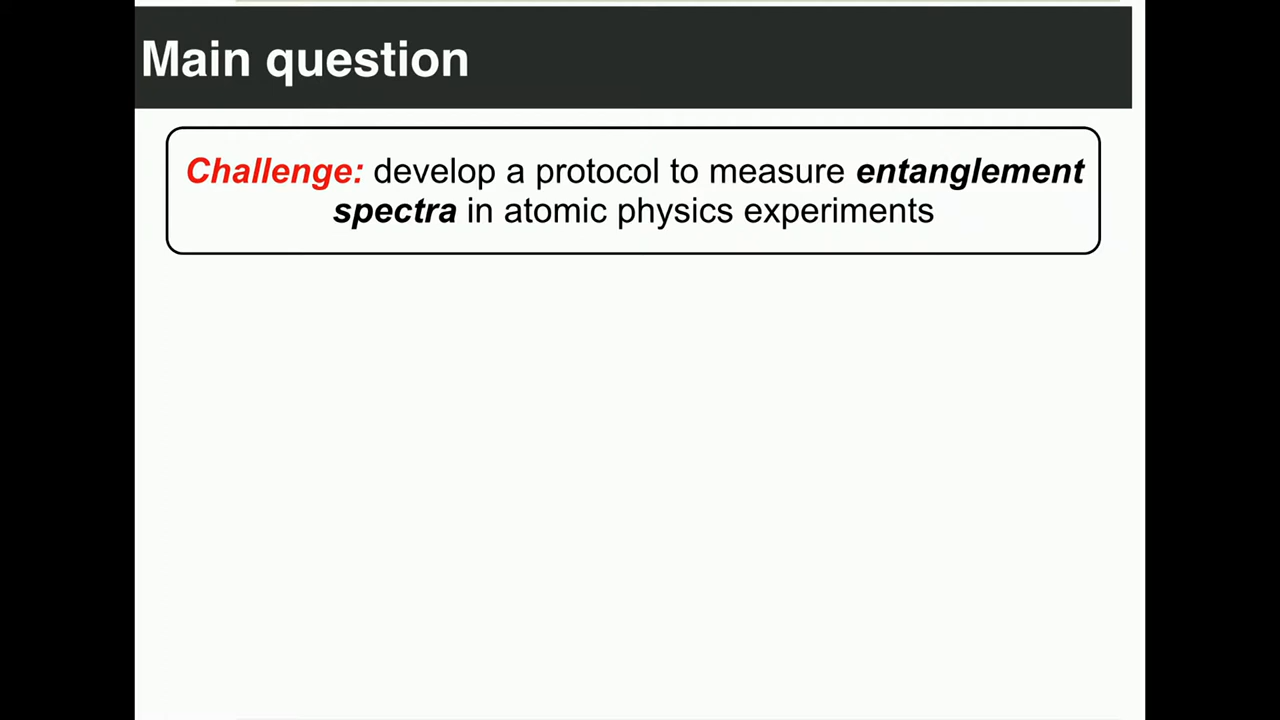 Main question
Challenge: develop a protocol to measure entanglement
spectra in atomic physics experiments